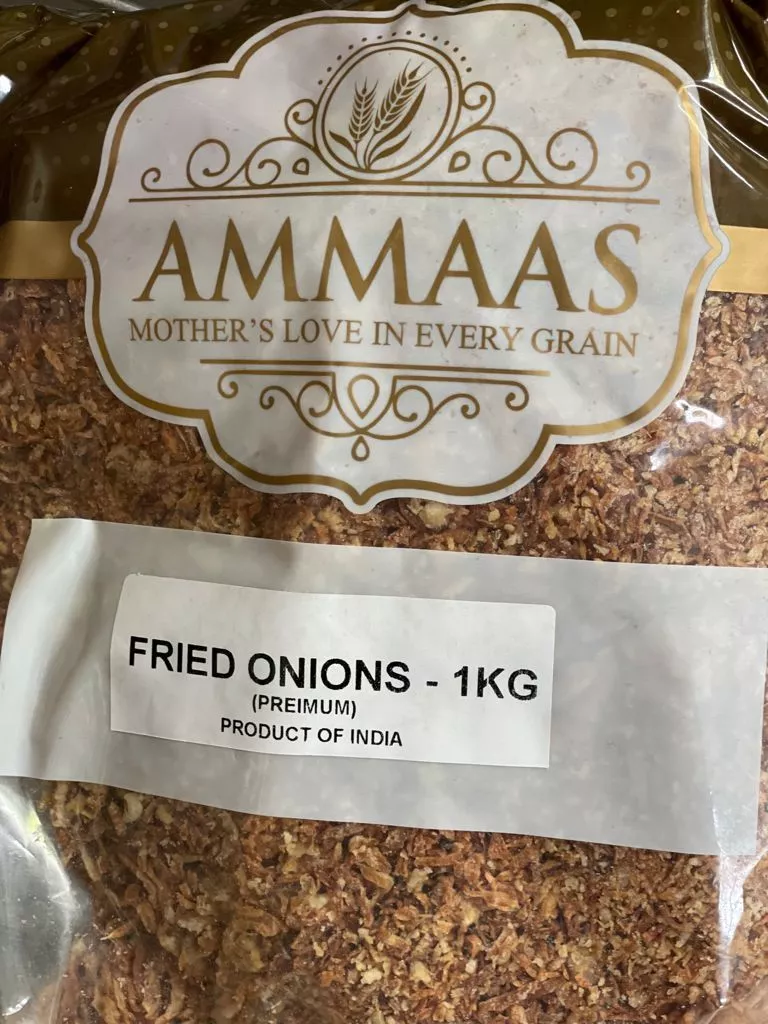 AMMAAS
MOTHER'S LOVE IN EVERY GRAIN
FRIED ONIONS - 1KG
(PREIMUM)
PRODUCT OF INDIA